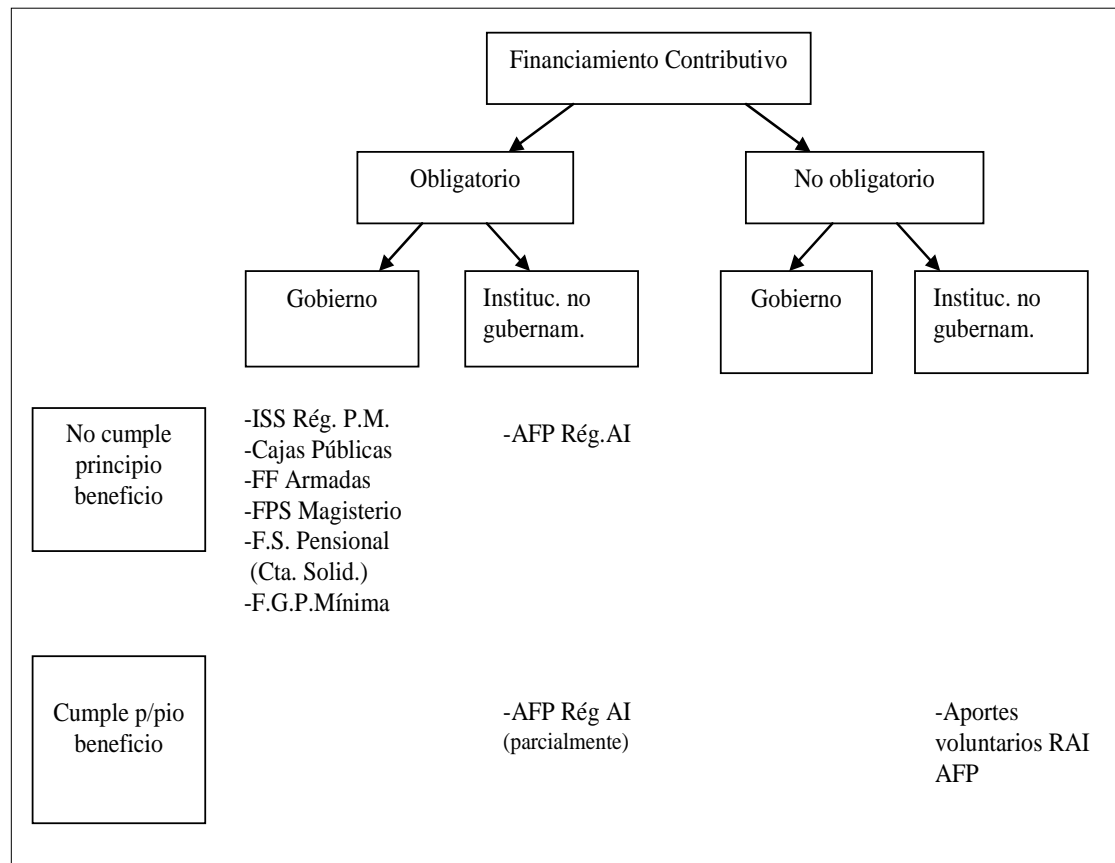 Financiamiento Contributivo
Obligatorio
No obligatorio
Gobierno
Instituc. no
gubernam.
Gobierno
Instituc. no
gubernam.
No cumple
principio
beneficio
-ISS Rég. P.M.
-Cajas Públicas
-FF Armadas
-FPS Magisterio
-F.S. Pensional
(Cta. Solid.)
-F.G.P.Mínima
-AFP Rég.AI
Cumple p/pio
beneficio
-AFP Rég AI
(parcialmente)
-Aportes
voluntarios RAI
AFP